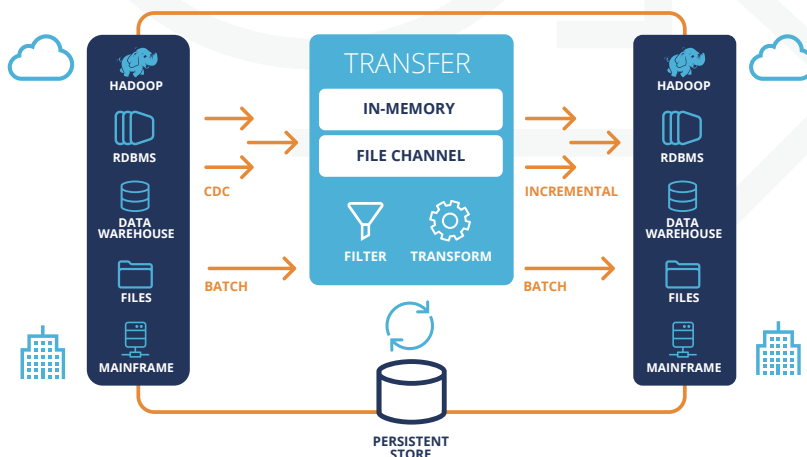 HADOOP
RDBMS
DATA
WAREHOUSE
FILES
MAINFRAME
CDC
BATCH
TRANSFER
IN-MEMORY
FILE CHANNEL
FILTER
TRANSFORM
PERSISTENT
STORE
INCREMENTAL
BATCH
HADOOP
RDBMS
DATA
WAREHOUSE
FILES
MAINFRAME